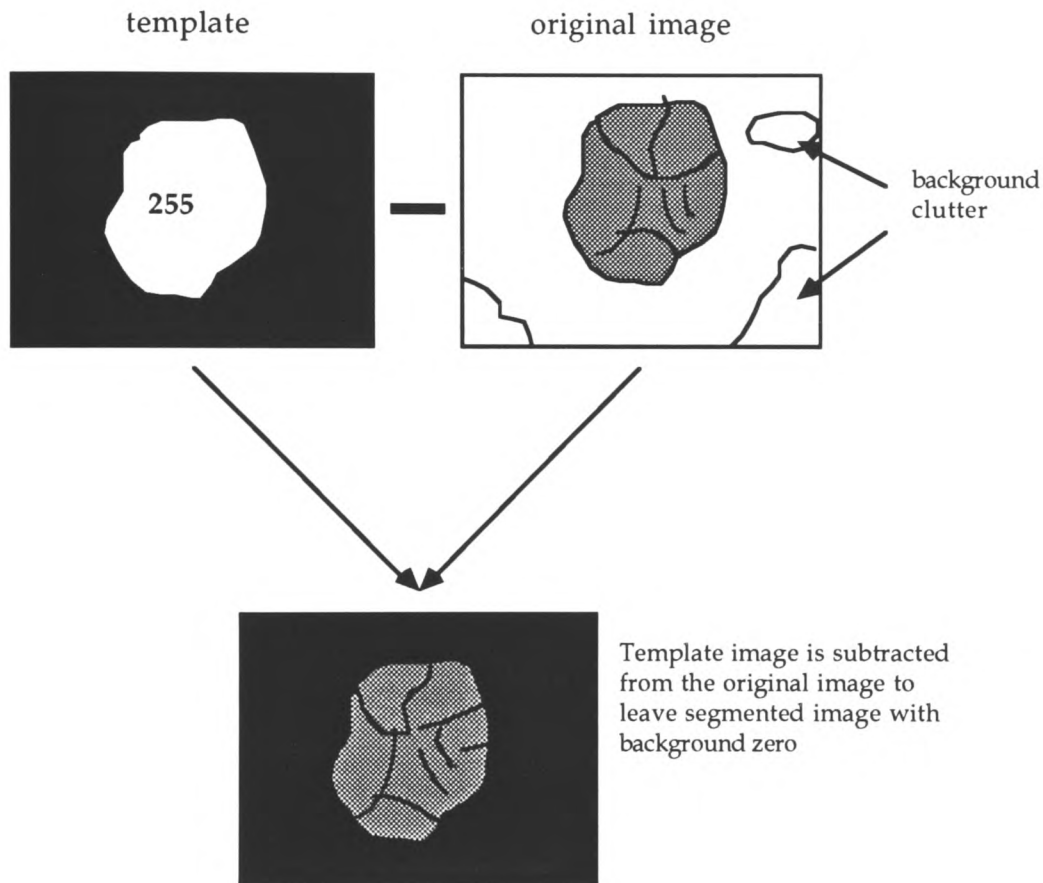 template
original image
255
background
clutter
Template image is subtracted
from the original image to
leave segmented image with
background zero